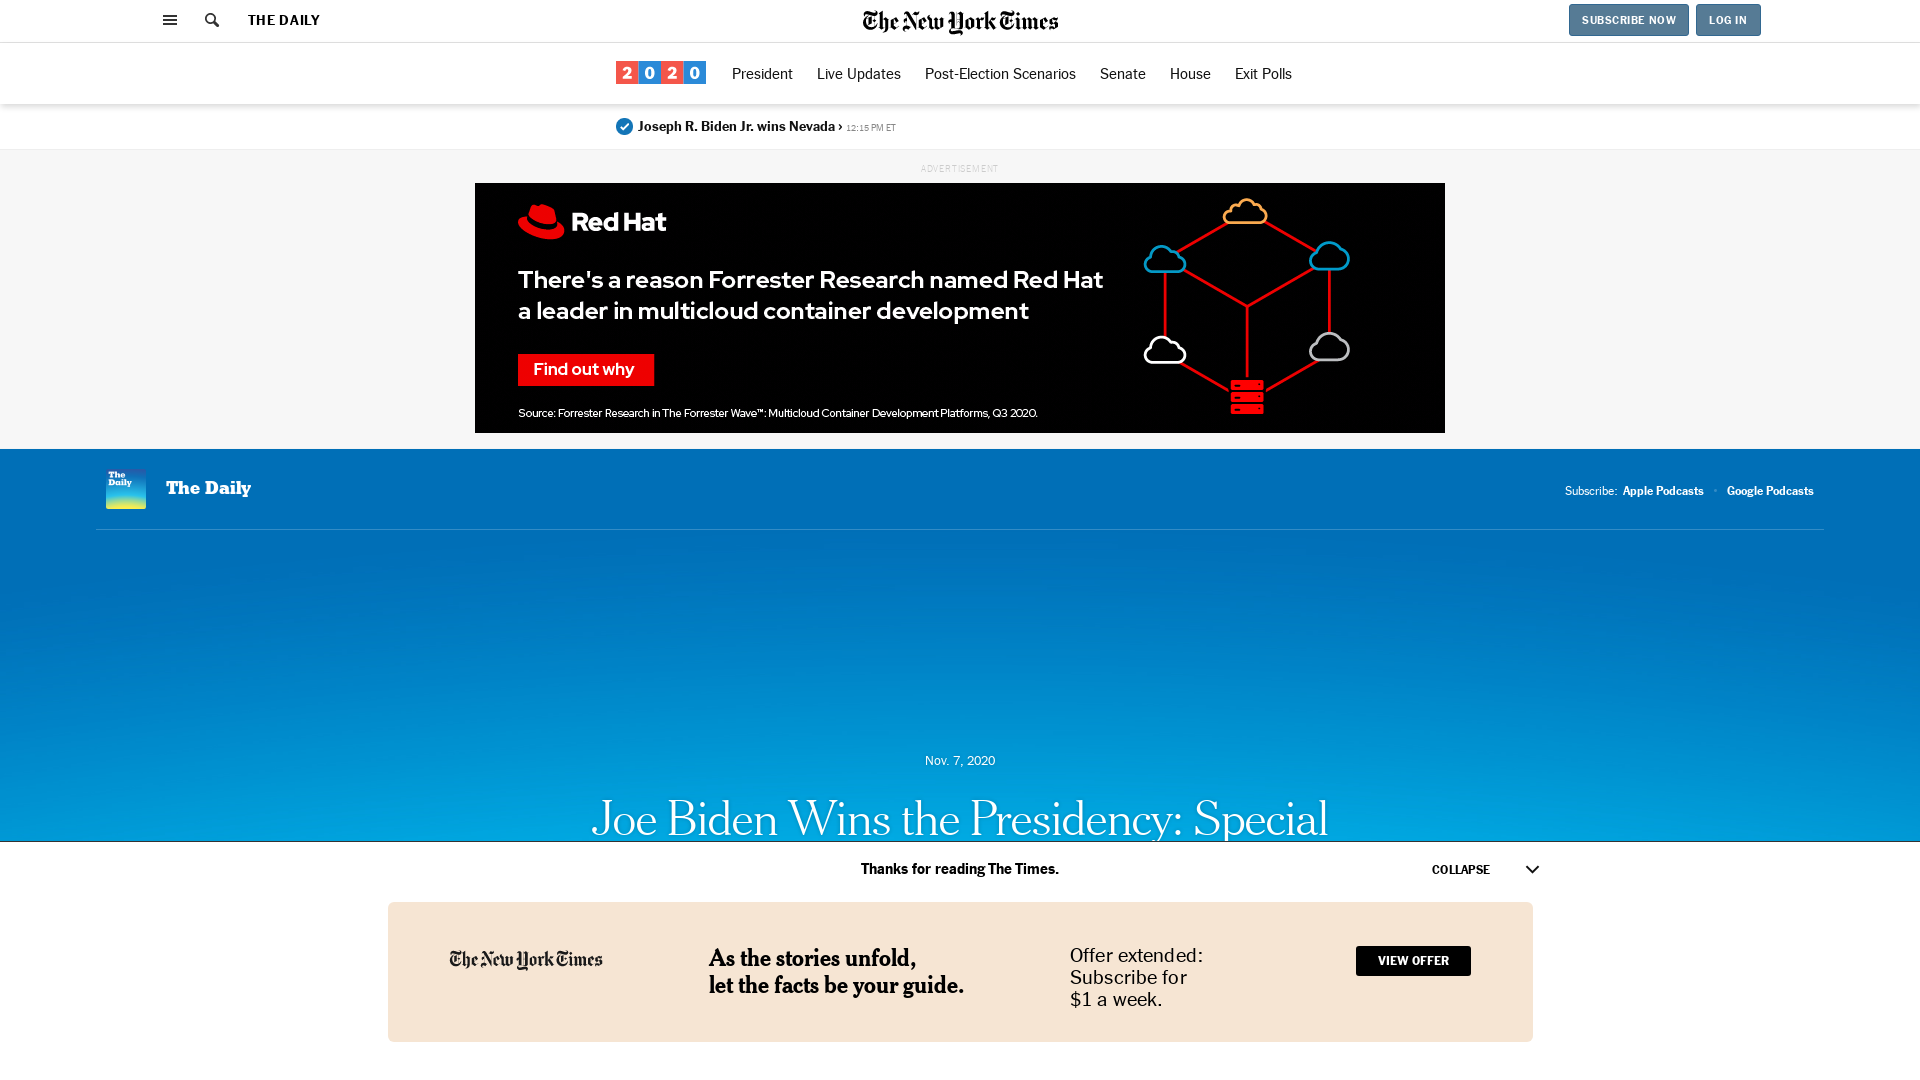 THE DAILY
The New York Times
SUBSCRIBE NOW
LOG IN
2020
President
Live Updates
Post-Election Scenarios
Senate
House
Exit Polls
Joseph R. Biden Jr. wins Nevada › 12:15 PM ET
ADVERTISEMENT
Red Hat
There's a reason Forrester Research named Red Hat
a leader in multicloud container development
Find out why
Source: Forrester Research in The Forrester Wave™: Multicloud Container Development Platforms, Q3 2020.
The
Daily
The Daily
Subscribe: Apple Podcasts • Google Podcasts
Nov. 7, 2020
Joe Biden Wins the Presidency: Special
Thanks for reading The Times.
COLLAPSE
The New York Times
As the stories unfold,
let the facts be your guide.
Offer extended:
Subscribe for
$1 a week.
VIEW OFFER